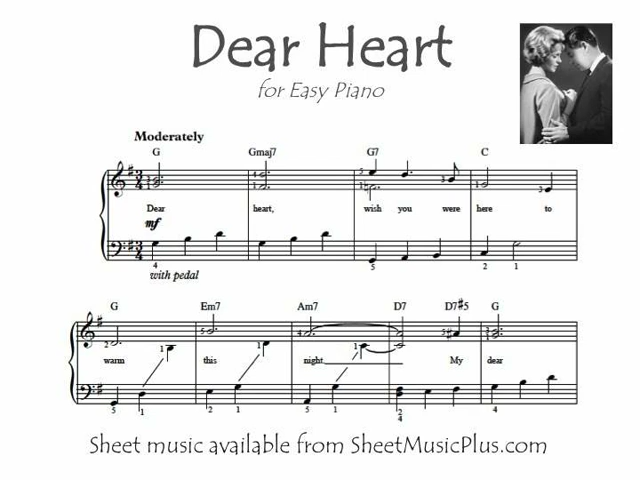 Dear Heart
for Easy Piano
Moderately
G Gmaj7 G7 C
Dear heart, wish you were here to
mf
with pedal
G Em7 Am7 D7 D7#5 G
warm this night My dear
Sheet music available from SheetMusicPlus.com